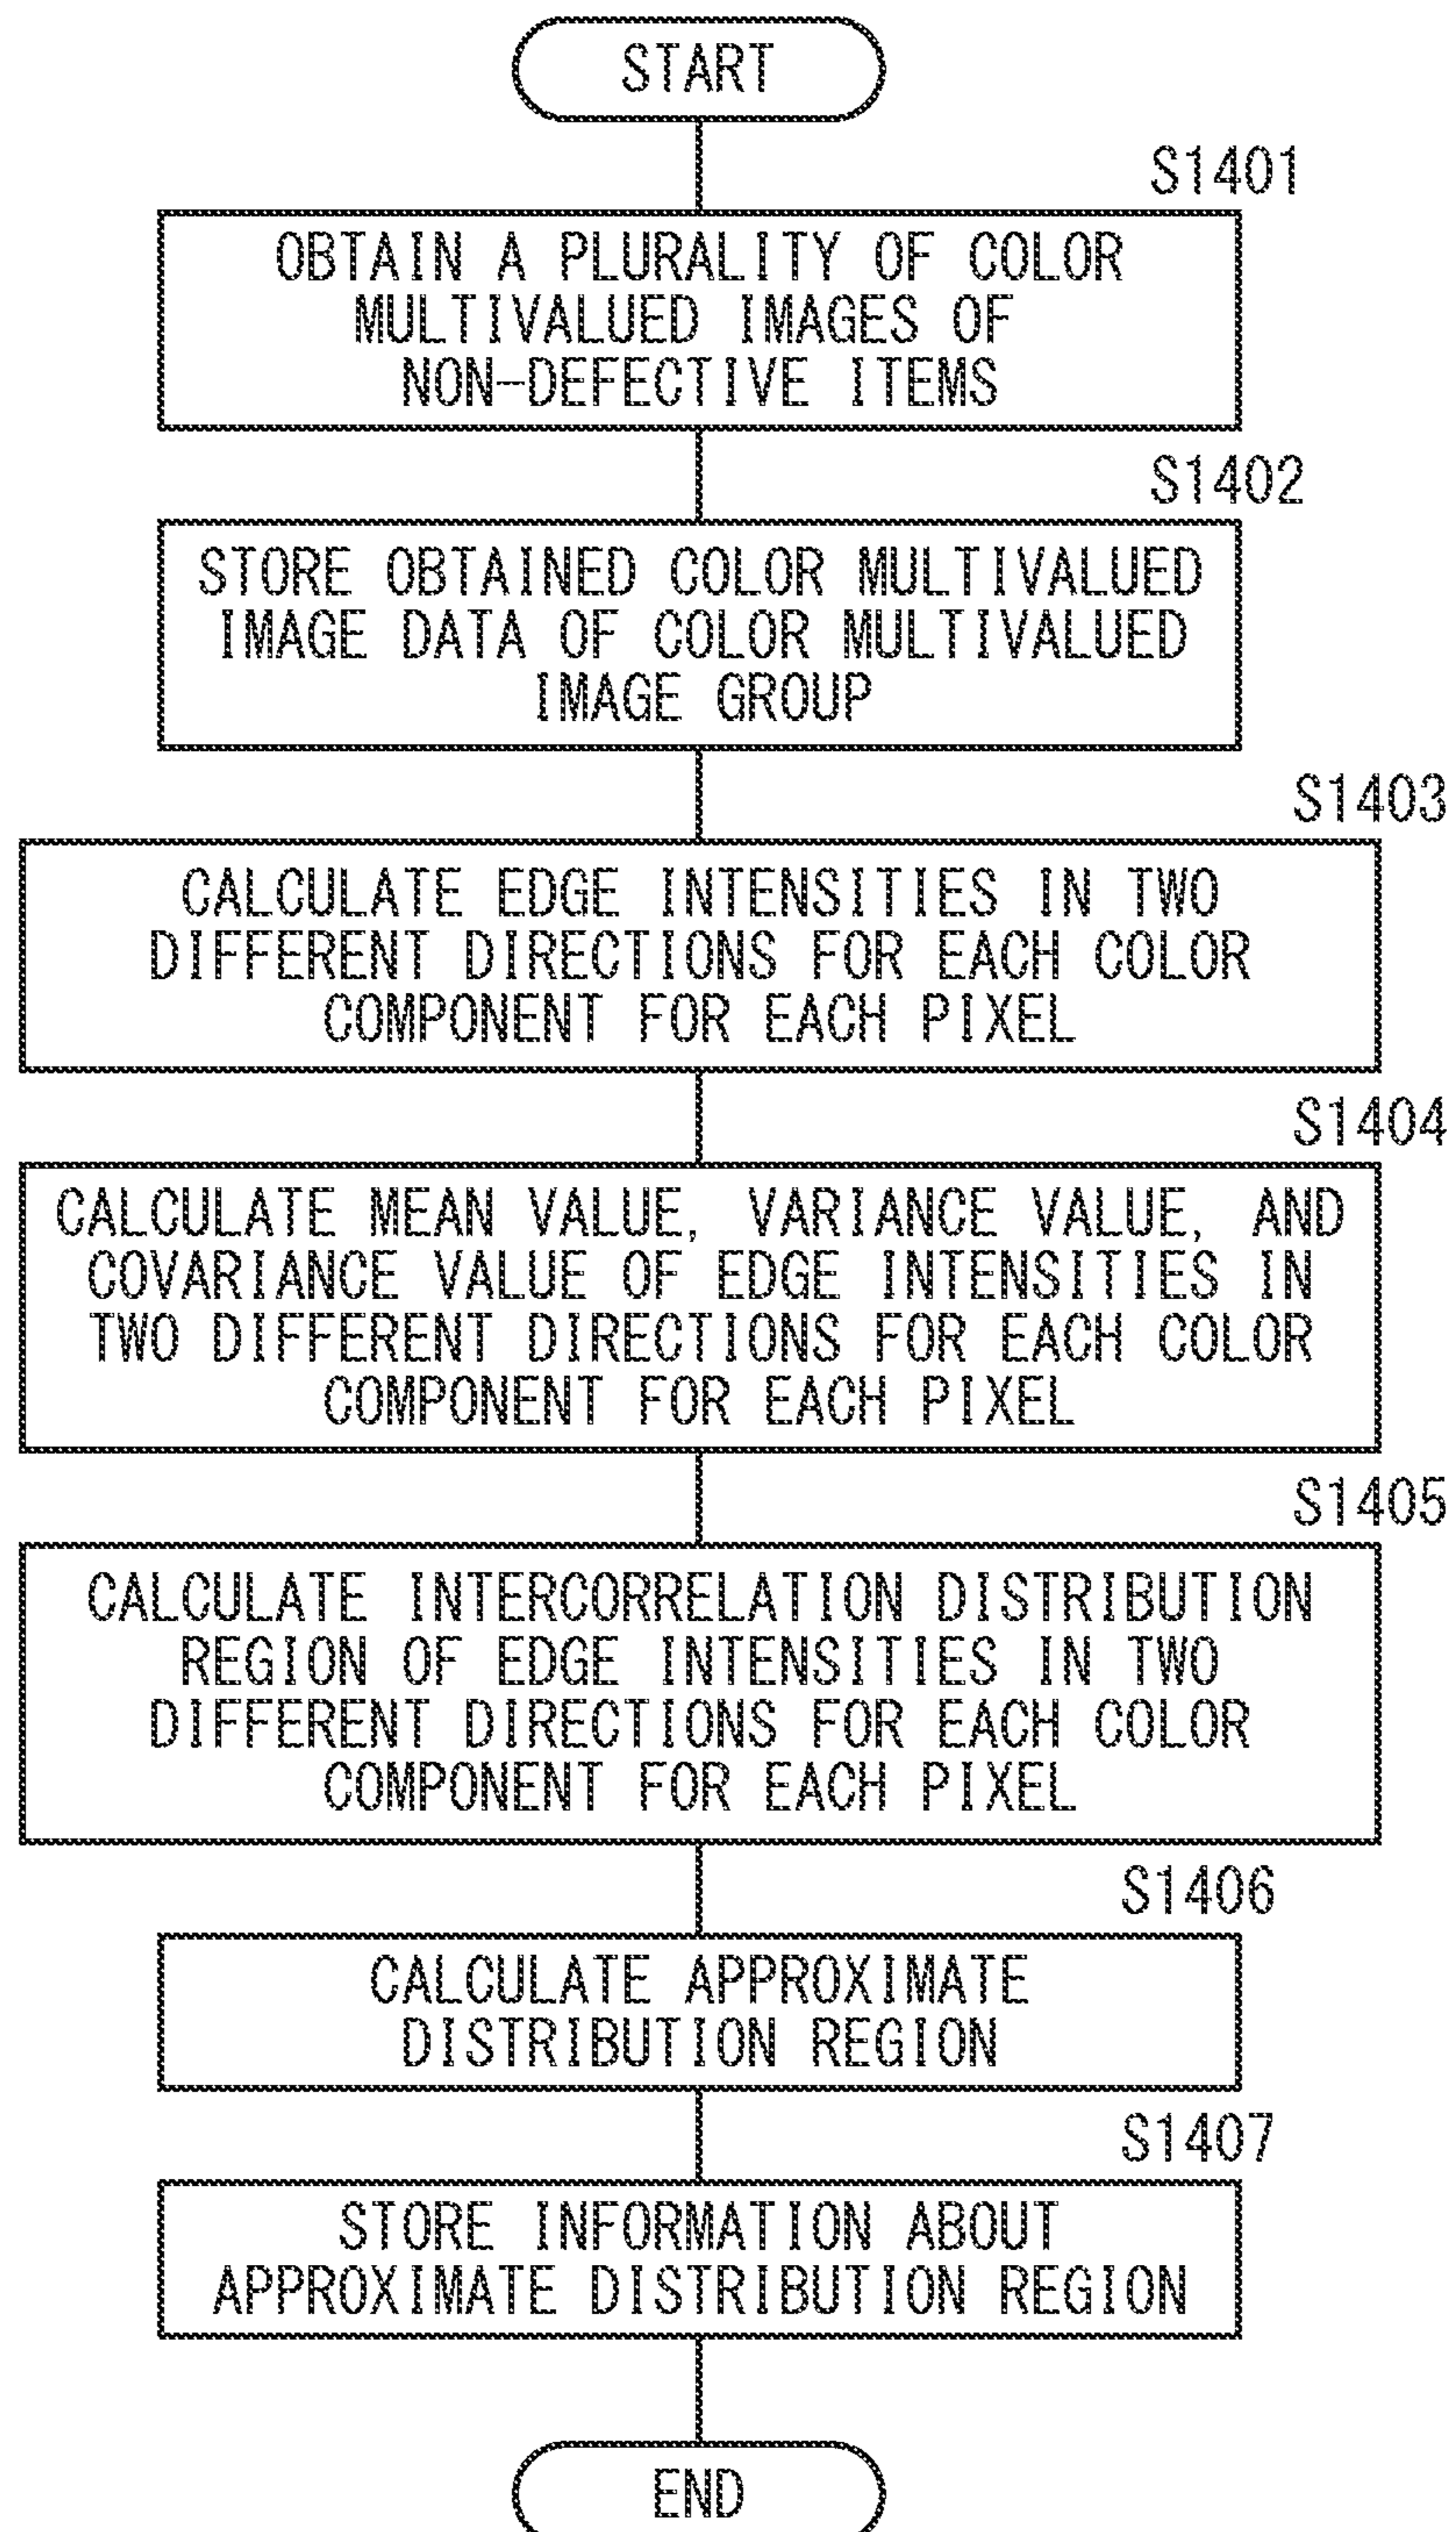 START
S1401
OBTAIN A PLURALITY OF COLOR
MULTIVALUED IMAGES OF
NON-DEFECTIVE ITEMS
S1402
STORE OBTAINED COLOR MULTIVALUED
IMAGE DATA OF COLOR MULTIVALUED
IMAGE GROUP
S1403
CALCULATE EDGE INTENSITIES IN TWO
DIFFERENT DIRECTIONS FOR EACH COLOR
COMPONENT FOR EACH PIXEL
S1404
CALCULATE MEAN VALUE, VARIANCE VALUE, AND
COVARIANCE VALUE OF EDGE INTENSITIES IN
TWO DIFFERENT DIRECTIONS FOR EACH COLOR
COMPONENT FOR EACH PIXEL
S1405
CALCULATE INTERCORRELATION DISTRIBUTION
REGION OF EDGE INTENSITIES IN TWO
DIFFERENT DIRECTIONS FOR EACH COLOR
COMPONENT FOR EACH PIXEL
S1406
CALCULATE APPROXIMATE
DISTRIBUTION REGION
S1407
STORE INFORMATION ABOUT
APPROXIMATE DISTRIBUTION REGION
END